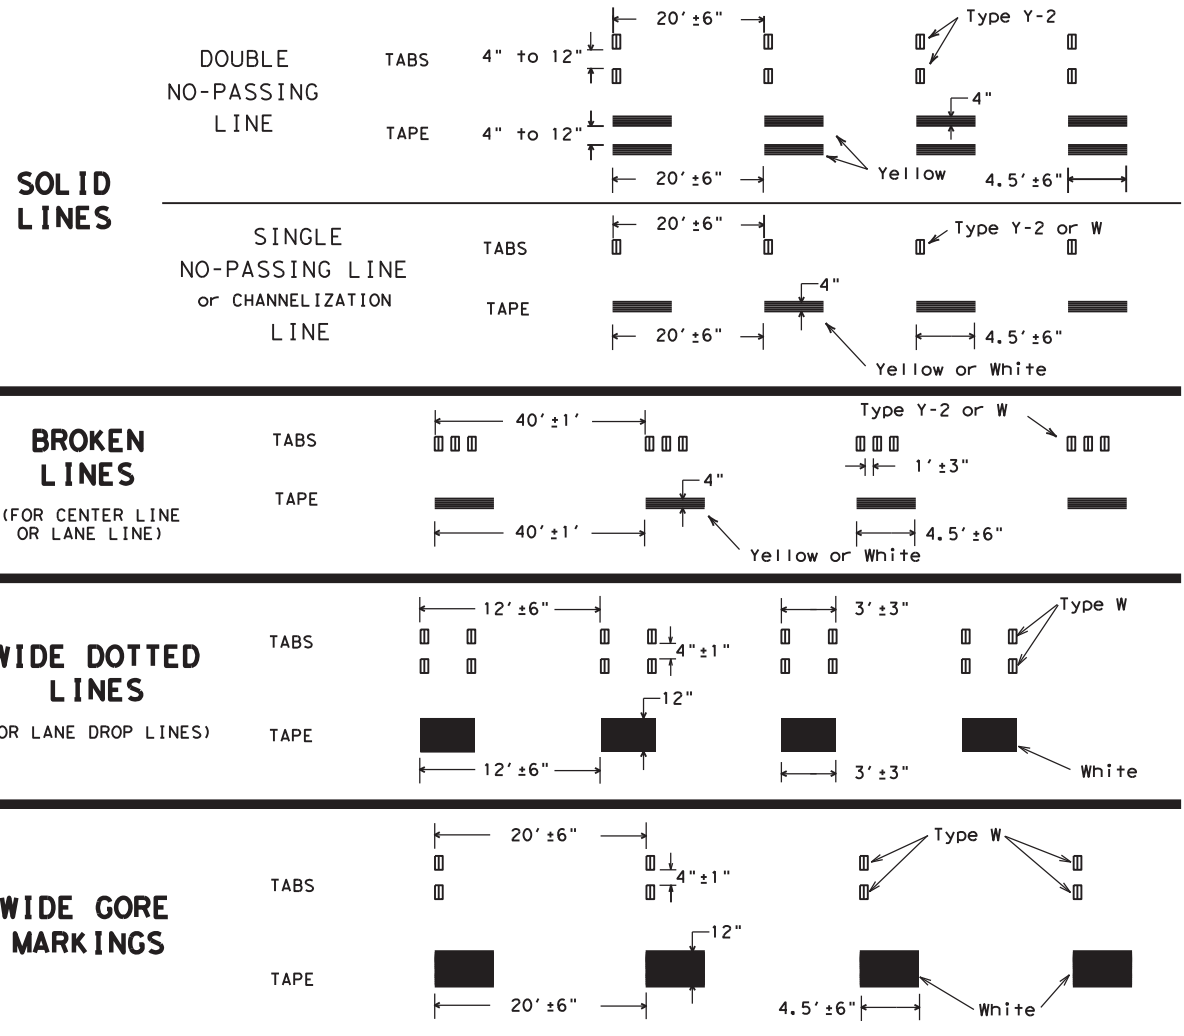 SOLID
LINES
DOUBLE
NO-PASSING
LINE
TABS
20'±6"
4" to 12"
Type Y-2
TAPE
4" to 12"
4"
Yellow
20'±6"
4.5'±6"
SINGLE
NO-PASSING LINE
or CHANNELIZATION
LINE
TABS
20'±6"
Type Y-2 or W
TAPE
4"
20'±6"
4.5'±6"
Yellow or White
BROKEN
LINES
(FOR CENTER LINE
OR LANE LINE)
TABS
40'±1'
Type Y-2 or W
1'±3"
TAPE
4"
40'±1'
4.5'±6"
Yellow or White
WIDE DOTTED
LINES
OR LANE DROP LINES)
TABS
12'±6"
3'±3"
Type W
4"±1"
TAPE
12"
12'±6"
3'±3"
White
WIDE GORE
MARKINGS
TABS
20'±6"
Type W
4"±1"
TAPE
12"
20'±6"
4.5'±6"
White